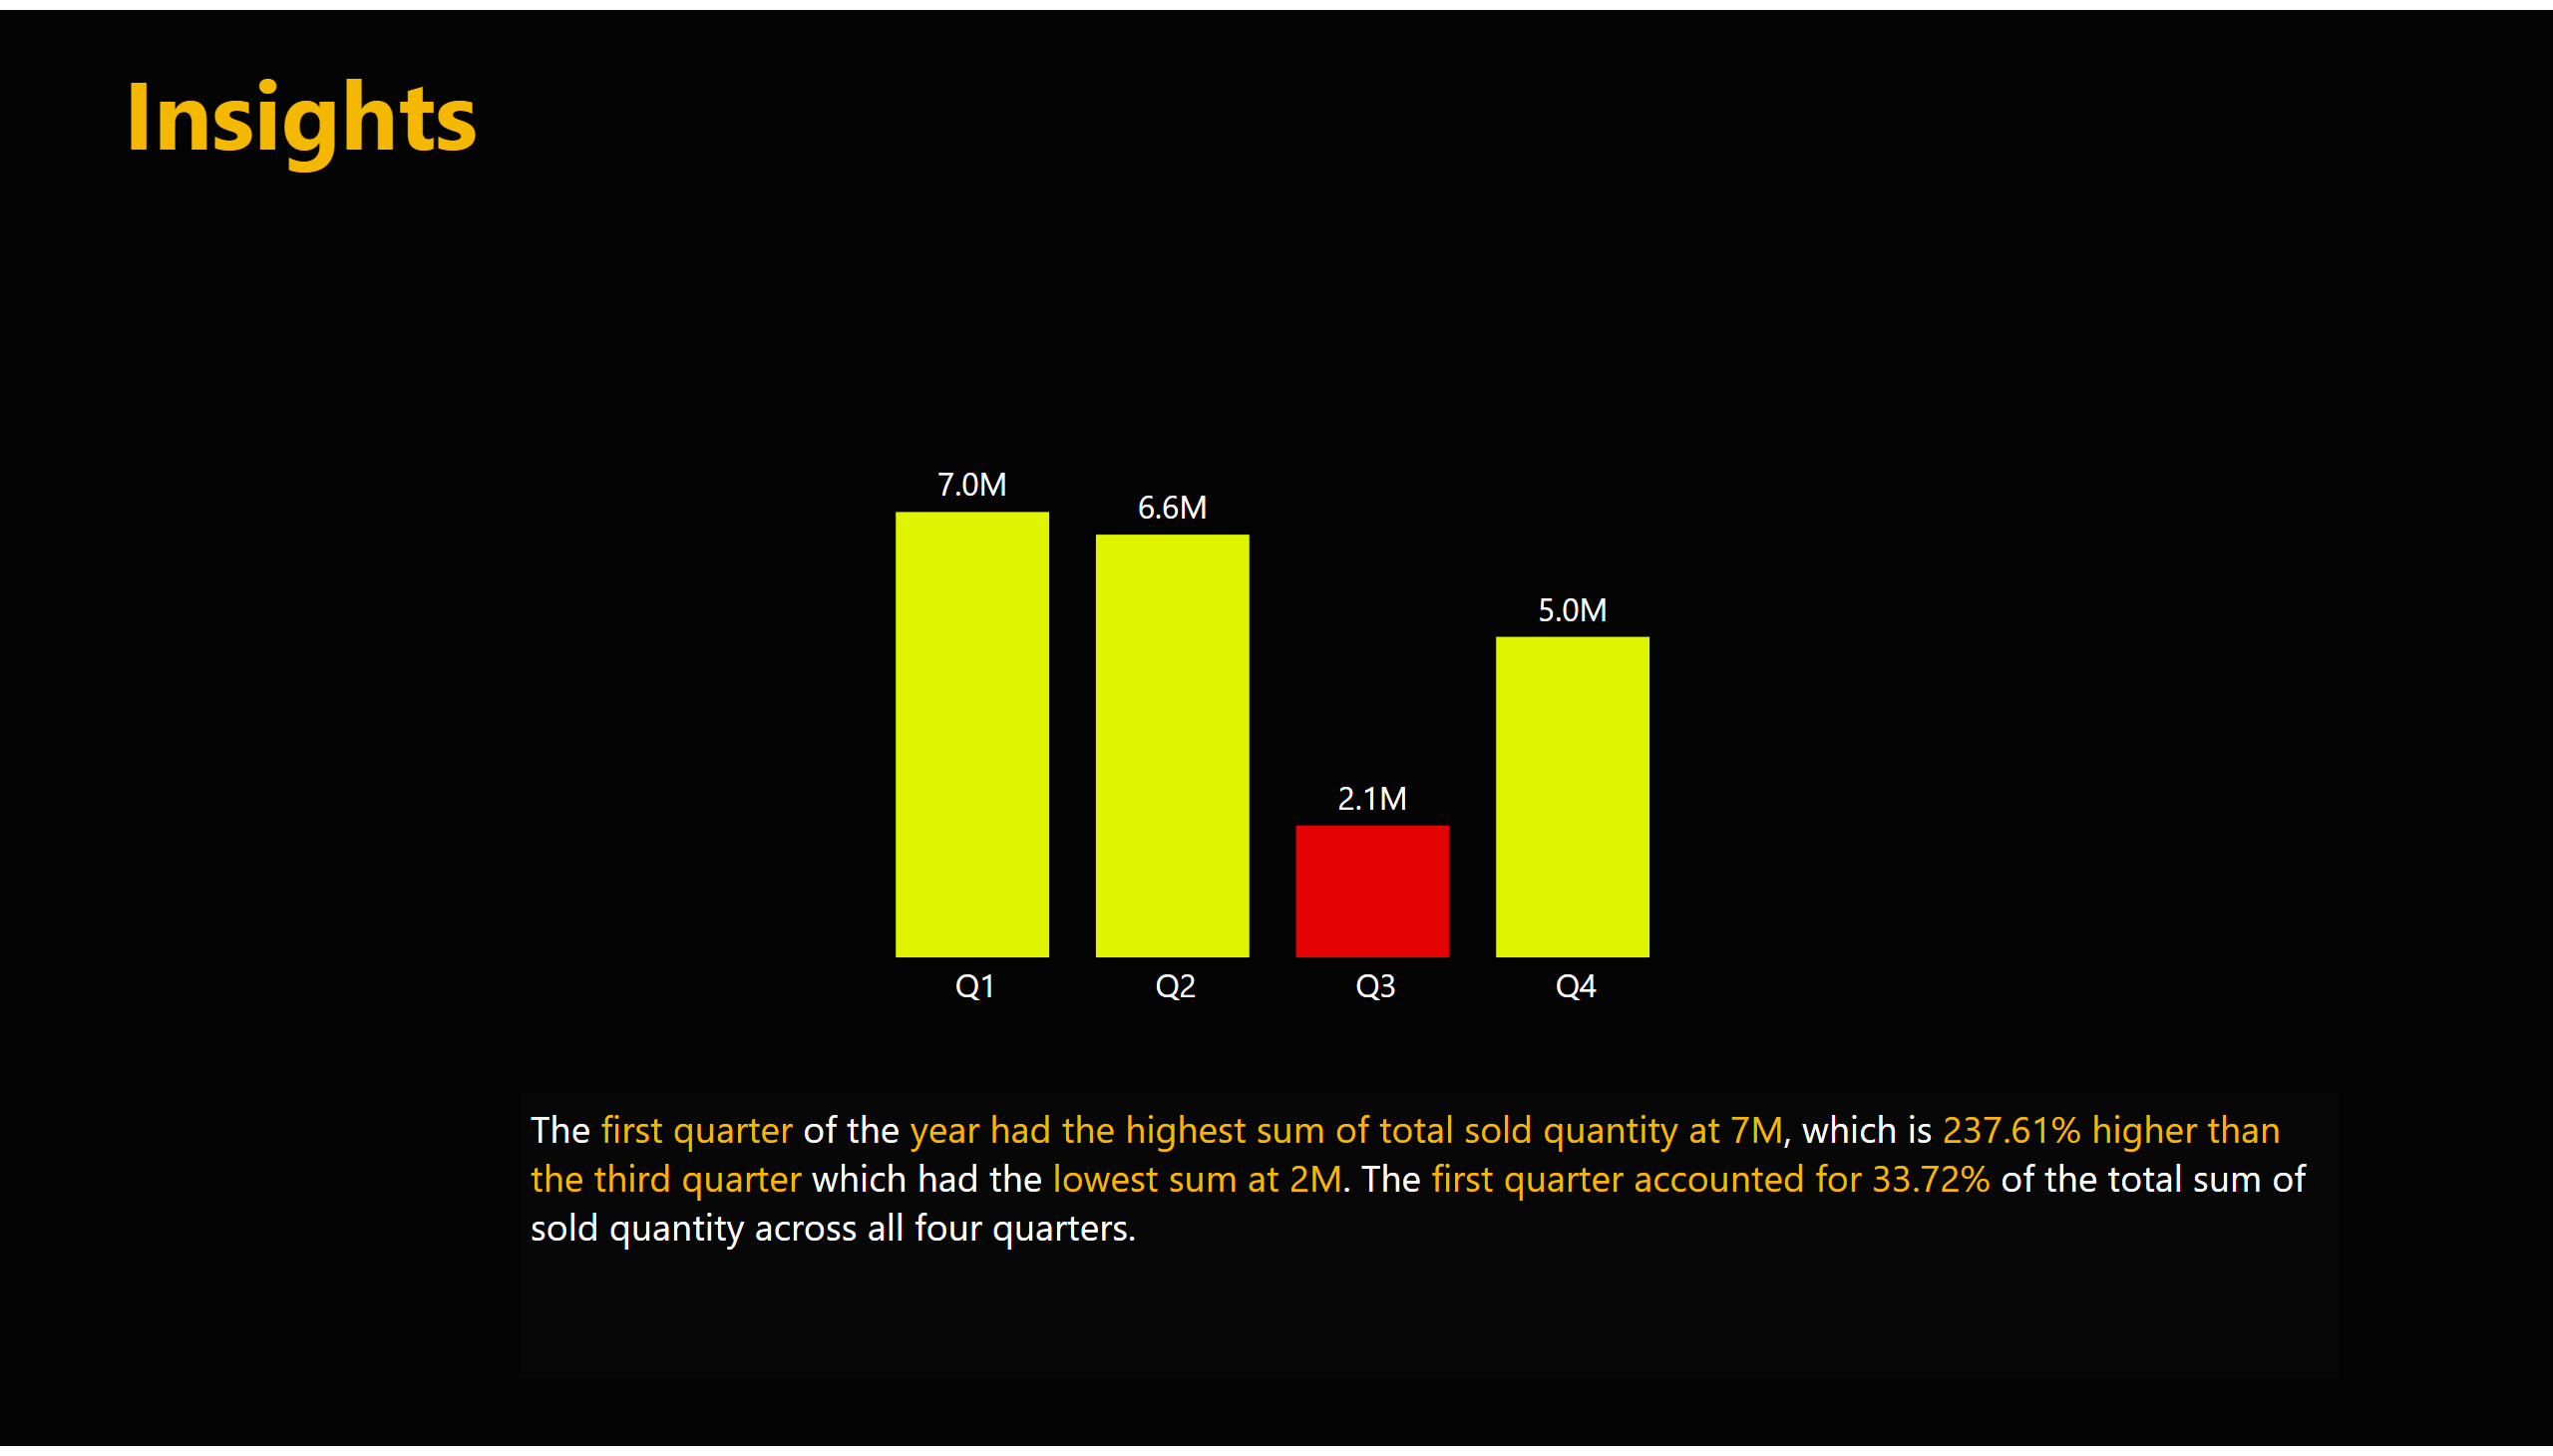 Insights
7.0M
6.6M
5.0M
2.1M
Q1 Q2 Q3 Q4
The first quarter of the year had the highest sum of total sold quantity at 7M, which is 237.61% higher than
the third quarter which had the lowest sum at 2M. The first quarter accounted for 33.72% of the total sum of
sold quantity across all four quarters.